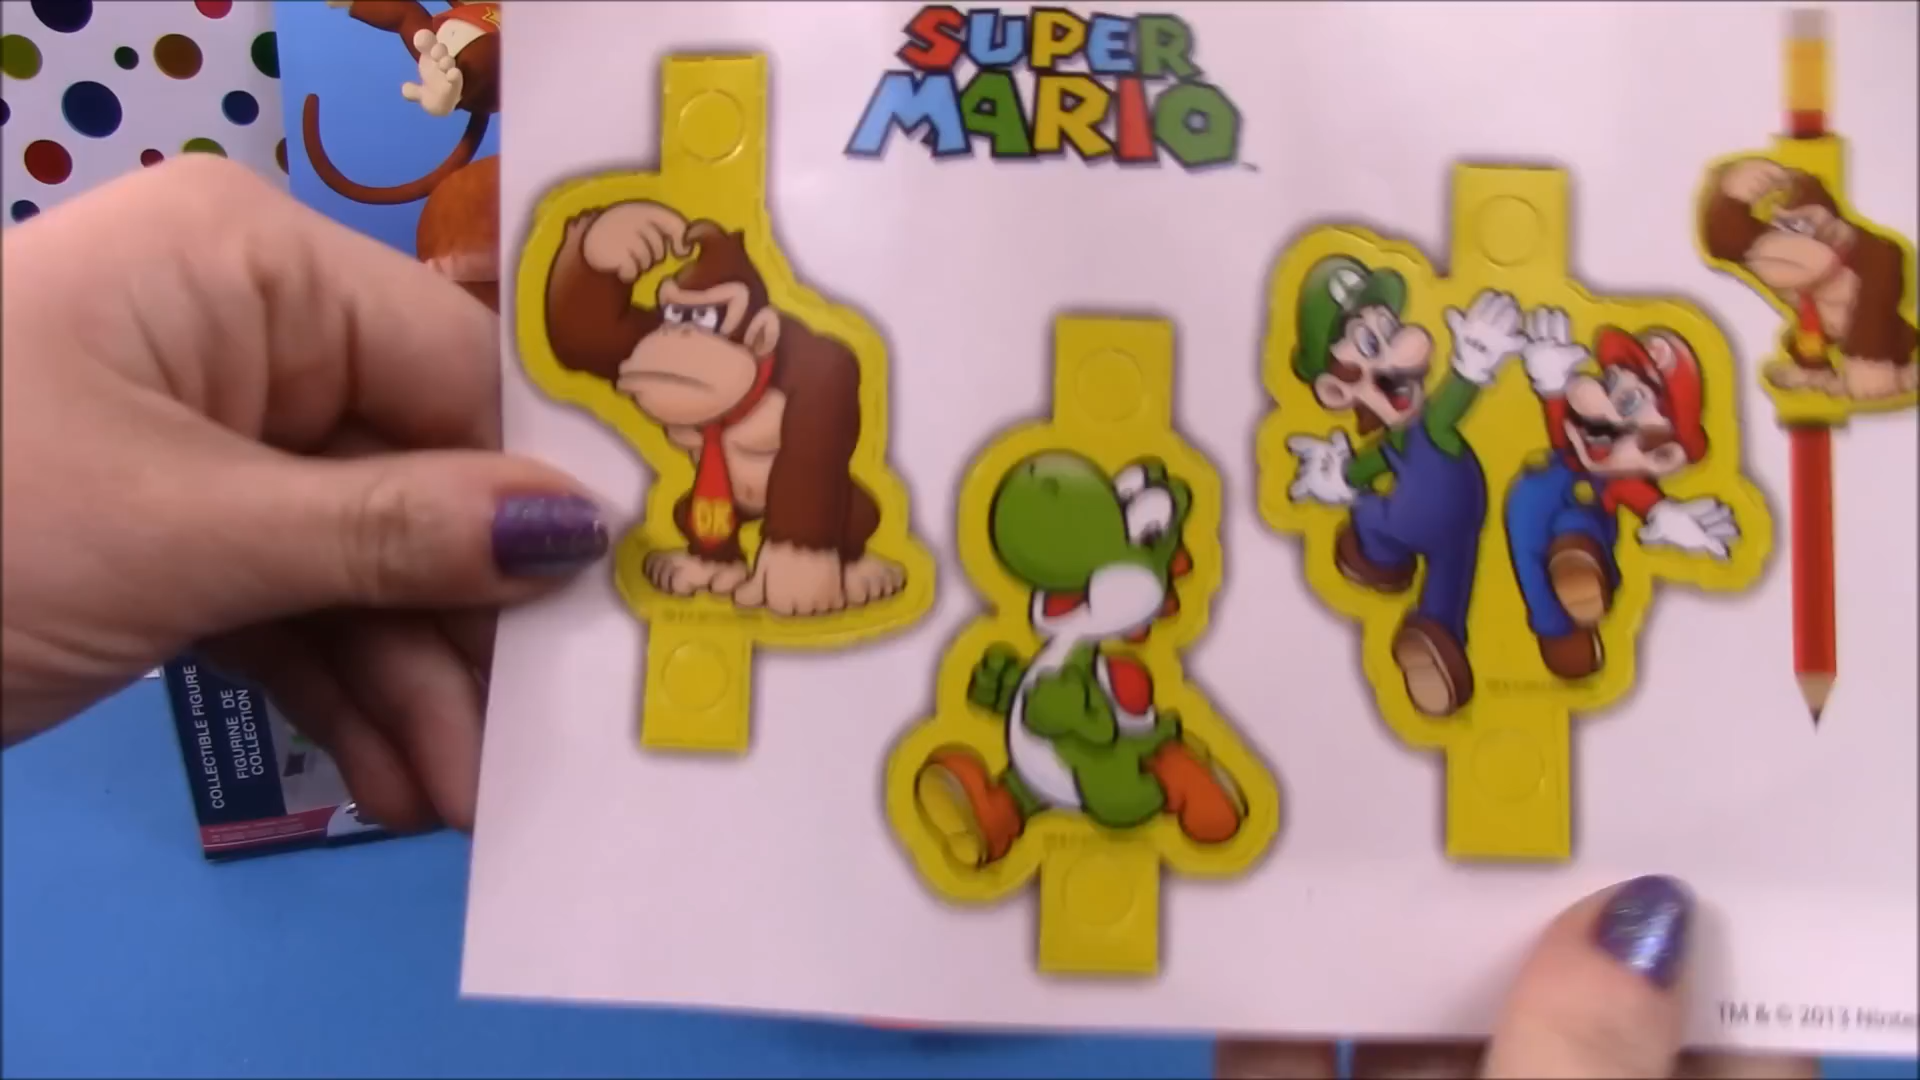 SUPER
MARIO
DK
COLLECTIBLE FIGURE
FIGURINE DE
COLLECTION
TM & © 2013